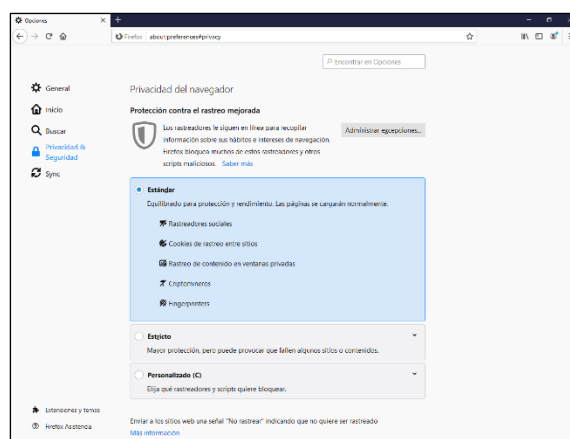 Opciones
Firefox about:preferences#privacy
Encontrar en Opciones
General
Inicio
Buscar
Privacidad &
Seguridad
Sync
Extensiones y temas
Firefox Asistencia
Privacidad del navegador
Protección contra el rastreo mejorada
Los rastreadores le siguen en línea para recopilar
información sobre sus hábitos e intereses de navegación.
Firefox bloquea muchos de estos rastreadores y otros
scripts maliciosos. Saber más
Administrar excepciones...
Estándar
Equilibrado para protección y rendimiento. Las páginas se cargarán normalmente.
Rastreadores sociales
Cookies de rastreo entre sitios
Rastreo de contenido en ventanas privadas
Criptomineros
Fingerprinters
Estricto
Mayor protección, pero puede provocar que fallen algunos sitios o contenidos.
Personalizado (C)
Elija qué rastreadores y scripts quiere bloquear.
Enviar a los sitios web una señal "No rastrear" indicando que no quiere ser rastreado
Más información